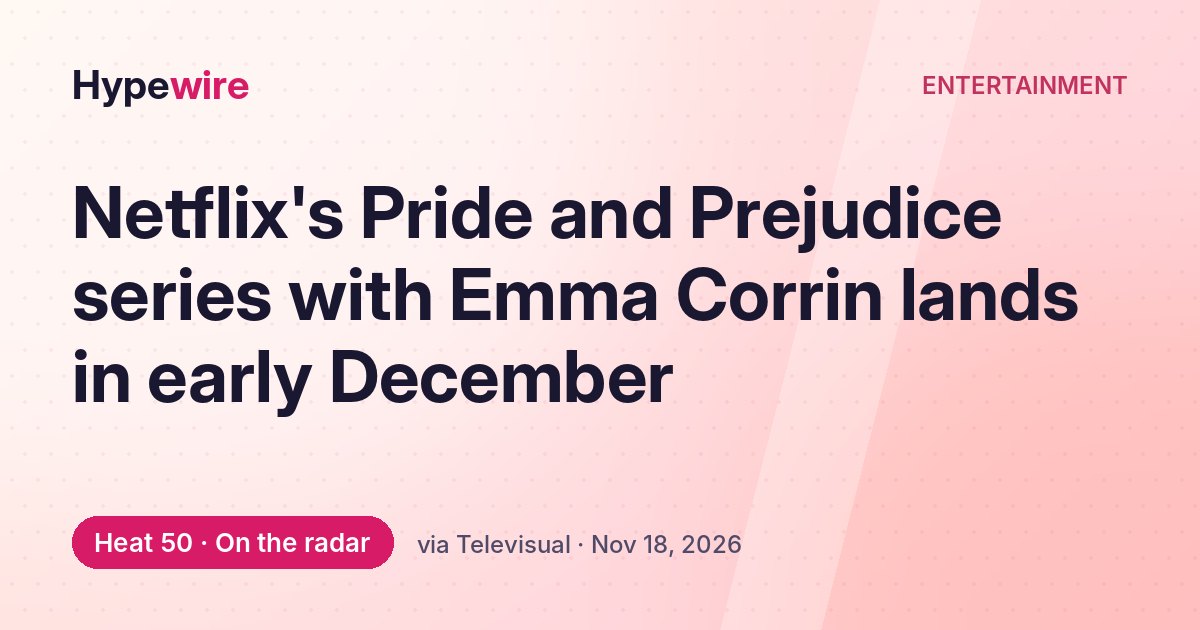 Hypewire
ENTERTAINMENT
Netflix's Pride and Prejudice
series with Emma Corrin lands
in early December
Heat 50 · On the radar
via Televisual · Nov 18, 2026